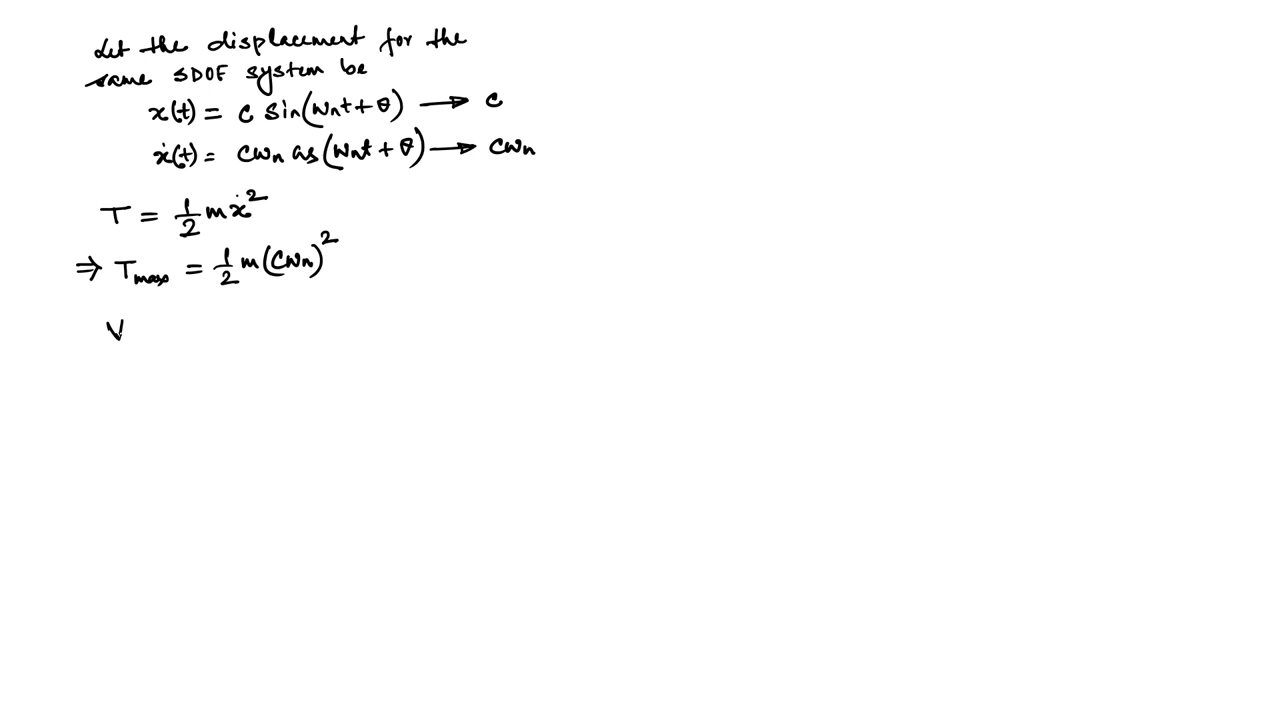 Let the displacement for the
same SDOF system be
x(t) = c sin(ωnt + θ) → c
ẋ(t) = cωn cos(ωnt + θ) → cωn
T = 1/2 mẋ²
⇒ Tmax = 1/2 m(cωn)²
V